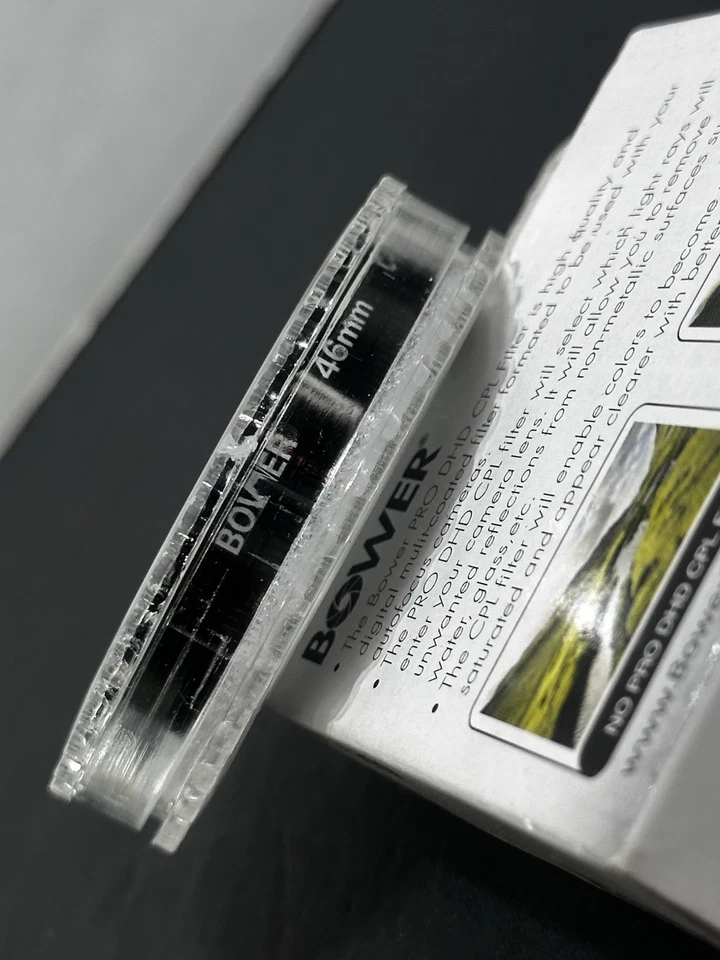 BOWER 46mm
BOWER®
• The Bower PRO DHD CPL Filter is high quality and
digital mulit-coated filter formated to be used with your
autofocus cameras.
• The PRO DHD CPL filter will select which light rays will
enter your camera lens. It will allow you to remove
unwanted reflections from non-metallic surfaces
water, glass etc.
• The CPL filter will enable colors to become
saturated and appear clearer with better
NO PRO DHD CPL
www.Bower